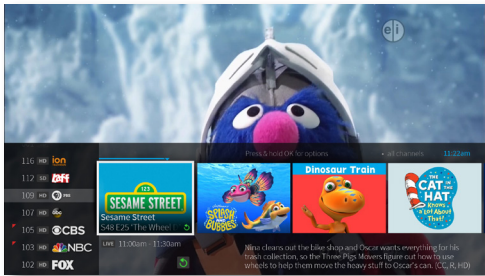 e/i
Press & hold OK for options
• all channels
11:22am
116 HD ion
112 SD Laff
109 HD PBS
107 HD abc
105 HD CBS
103 HD NBC
102 HD FOX
123
SESAME STREET
Sesame Street
S48 E25 'The Wheel
SPLASH
AND BUBBLES
Dinosaur Train
THE
CAT IN
THE
HAT
Knows
a Lot About
That!
LIVE 11:00am - 11:30am
Nina cleans out the bike shop and Oscar wants everything for his
trash collection, so the Three Pigs Movers figure out how to use
wheels to help them move the heavy stuff to Oscar's can. (CC, R, HD)